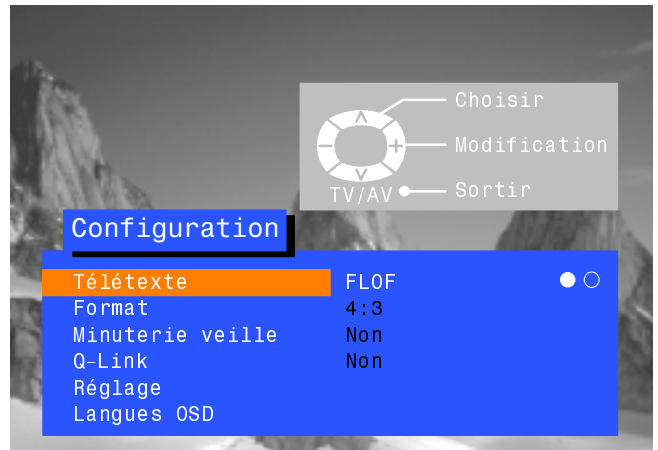 Choisir
Modification
TV/AV Sortir
Configuration
Télétexte FLOF
Format 4:3
Minuterie veille Non
Q-Link Non
Réglage
Langues OSD